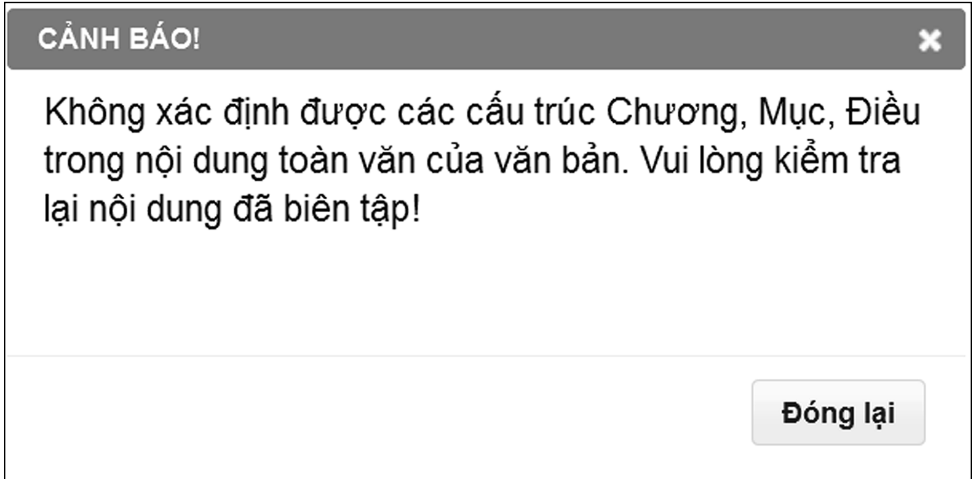 CẢNH BÁO!
Không xác định được các cấu trúc Chương, Mục, Điều
trong nội dung toàn văn của văn bản. Vui lòng kiểm tra
lại nội dung đã biên tập!
Đóng lại